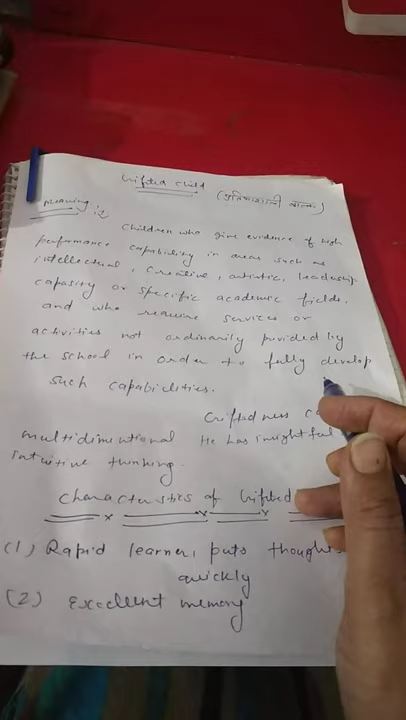 Gifted child (प्रतिभाशाली बालक)
Meaning :-
Children who give evidence of high
performance capability in areas such as
intellectual, creative, artistic, leadership
capasity or specific academic fields,
and who require services or
activities not ordinarily provided by
the school in order to fully develop
such capabilities.
Giftedness
multidimentional He has insightful
intuitive thinking.
Characteristics of Gifted
(1) Rapid learner, puts thoughts
quickly
(2) Excellent memory